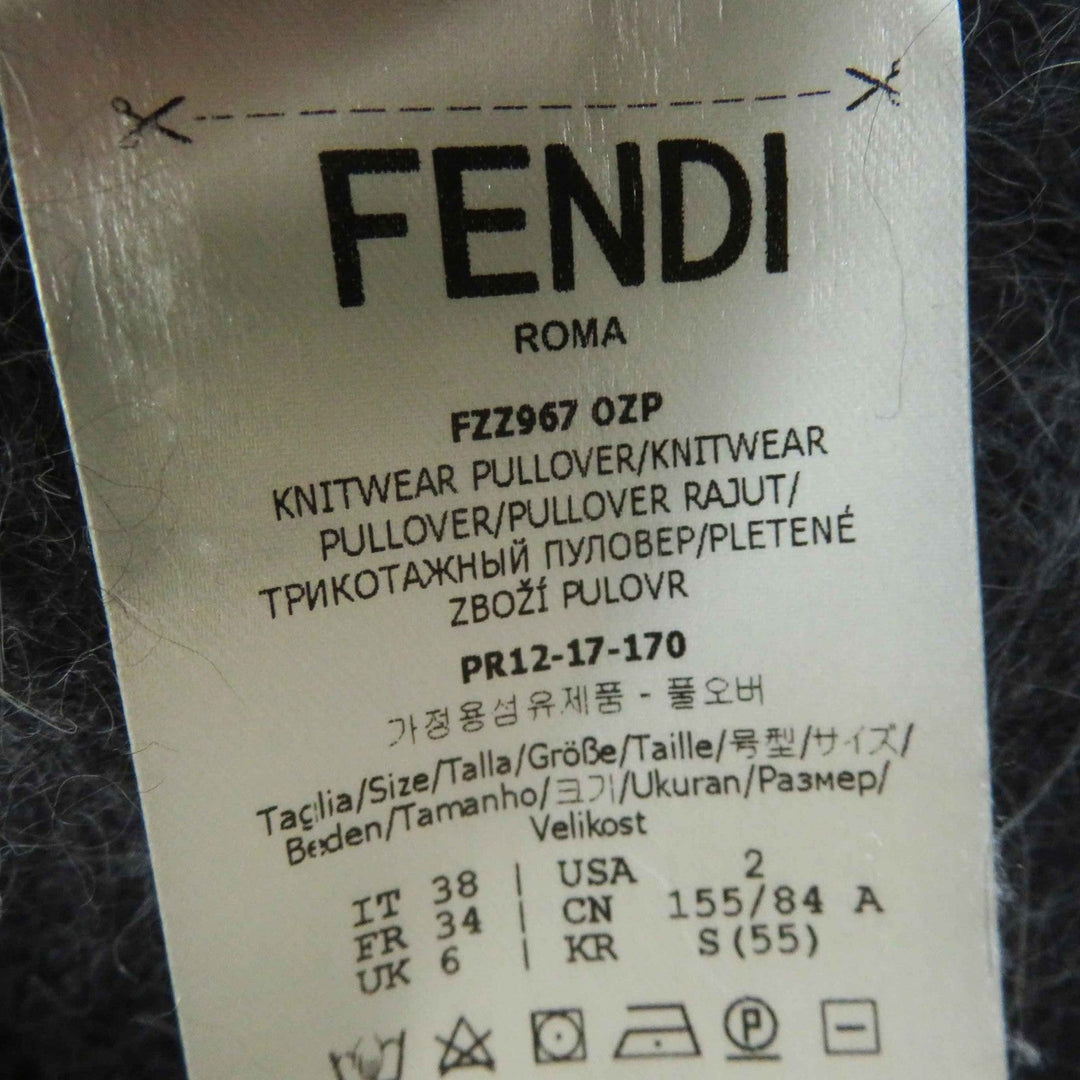 FENDI
ROMA
FZZ967 OZP
KNITWEAR PULLOVER/KNITWEAR
PULLOVER/PULLOVER RAJUT/
ТРИКОТАЖНЫЙ ПУЛОВЕР/PLETENÉ
ZBOŽÍ PULOVR
PR12-17-170
가정용섬유제품 - 풀오버
Taglia/Size/Talla/Größe/Taille/号型/サイズ/
Beden/Tamanho/크기/Ukuran/Размер/
Velikost
IT 38 | USA 2
FR 34 | CN 155/84 A
UK 6 | KR S(55)
P